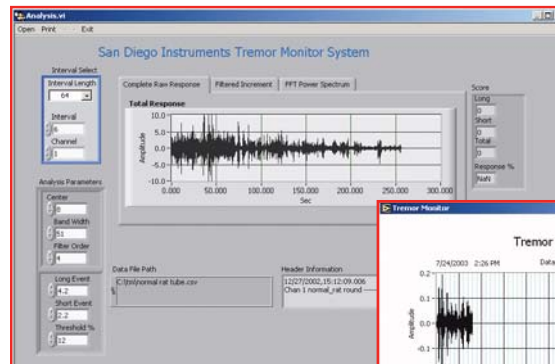 Analysis.vi
Open Print Exit
San Diego Instruments Tremor Monitor System
Interval Select
Interval Length
64
Interval
6
Channel
1
Analysis Parameters
Center
8
Band Width
51
Filter Order
4
Long Event
4.2
Short Event
2.2
Threshold %
12
Complete Raw Response
Filtered Increment
FFT Power Spectrum
Total Response
Amplitude
10.0
5.0
0.0
-5.0
-10.0
0.000 50.000 100.000 150.000 200.000 250.000 300.000
Sec
Score
Long
0
Short
0
Total
0
Response %
NaN
Data File Path
C:\tm\normal rat tube.csv
Header Information
12/27/2002,15:12:09.006
Chan 1 normal_rat round ----
Tremor Monitor
Tremor
7/24/2003 2:26 PM Data
Amplitude
0.2
0.1
0.0
-0.1